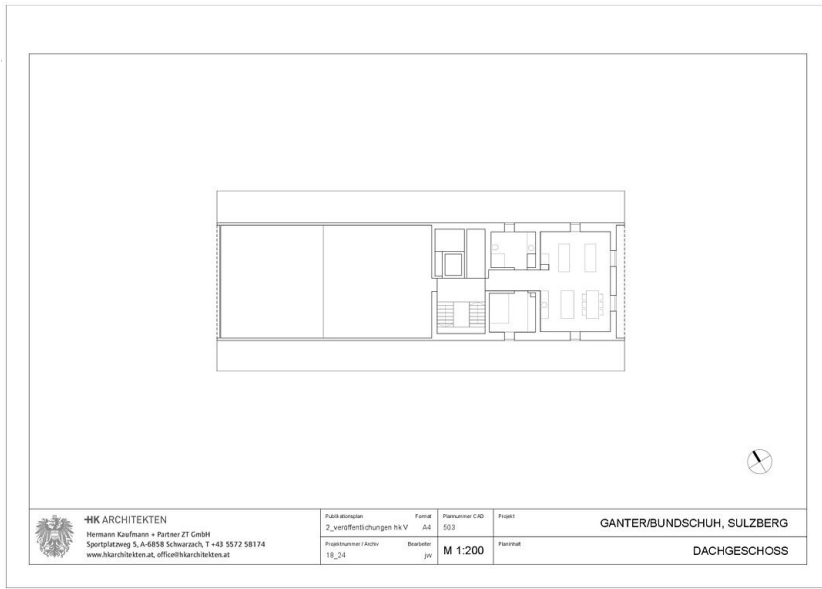 HK ARCHITEKTEN
Hermann Kaufmann + Partner ZT GmbH
Sportplatzweg 5, A-6858 Schwarzach, T +43 5572 58174
www.hkarchitekten.at, office@hkarchitekten.at
Publikationsplan Format
2_veröffentlichungen hk V A4
Projektnummer / Archiv Bearbeiter
18_24 jw
Plannummer CAD
503
M 1:200
Projekt
GANTER/BUNDSCHUH, SULZBERG
Planinhalt
DACHGESCHOSS